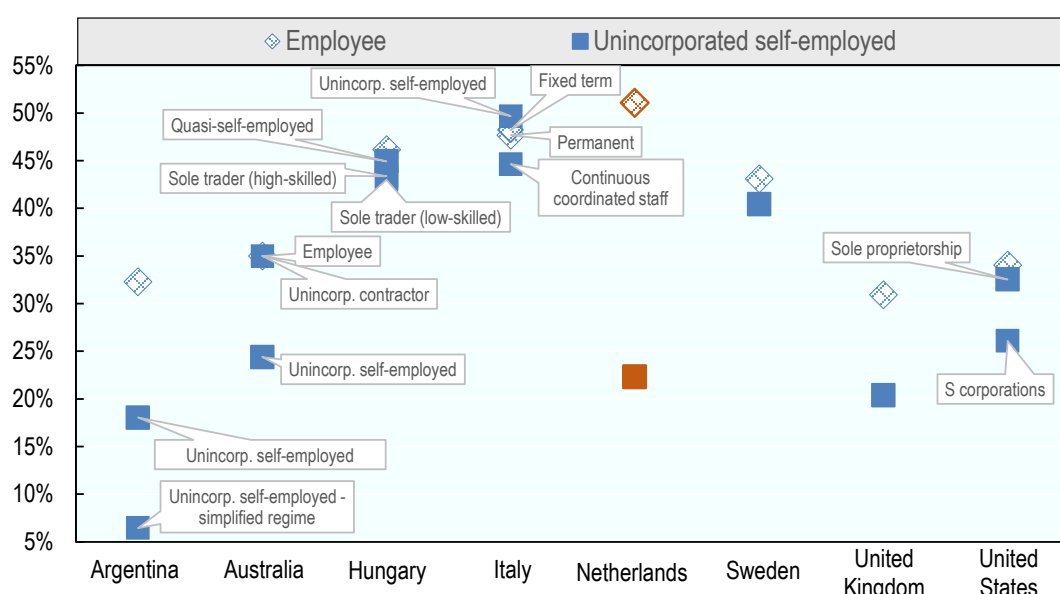 Employee
Unincorporated self-employed
55%
50%
45%
40%
35%
30%
25%
20%
15%
10%
5%
Unincorp. self-employed
Fixed term
Quasi-self-employed
Permanent
Sole trader (high-skilled)
Continuous
coordinated staff
Sole trader (low-skilled)
Employee
Sole proprietorship
Unincorp. contractor
Unincorp. self-employed
S corporations
Unincorp. self-employed
Unincorp. self-employed -
simplified regime
Argentina
Australia
Hungary
Italy
Netherlands
Sweden
United
Kingdom
United
States